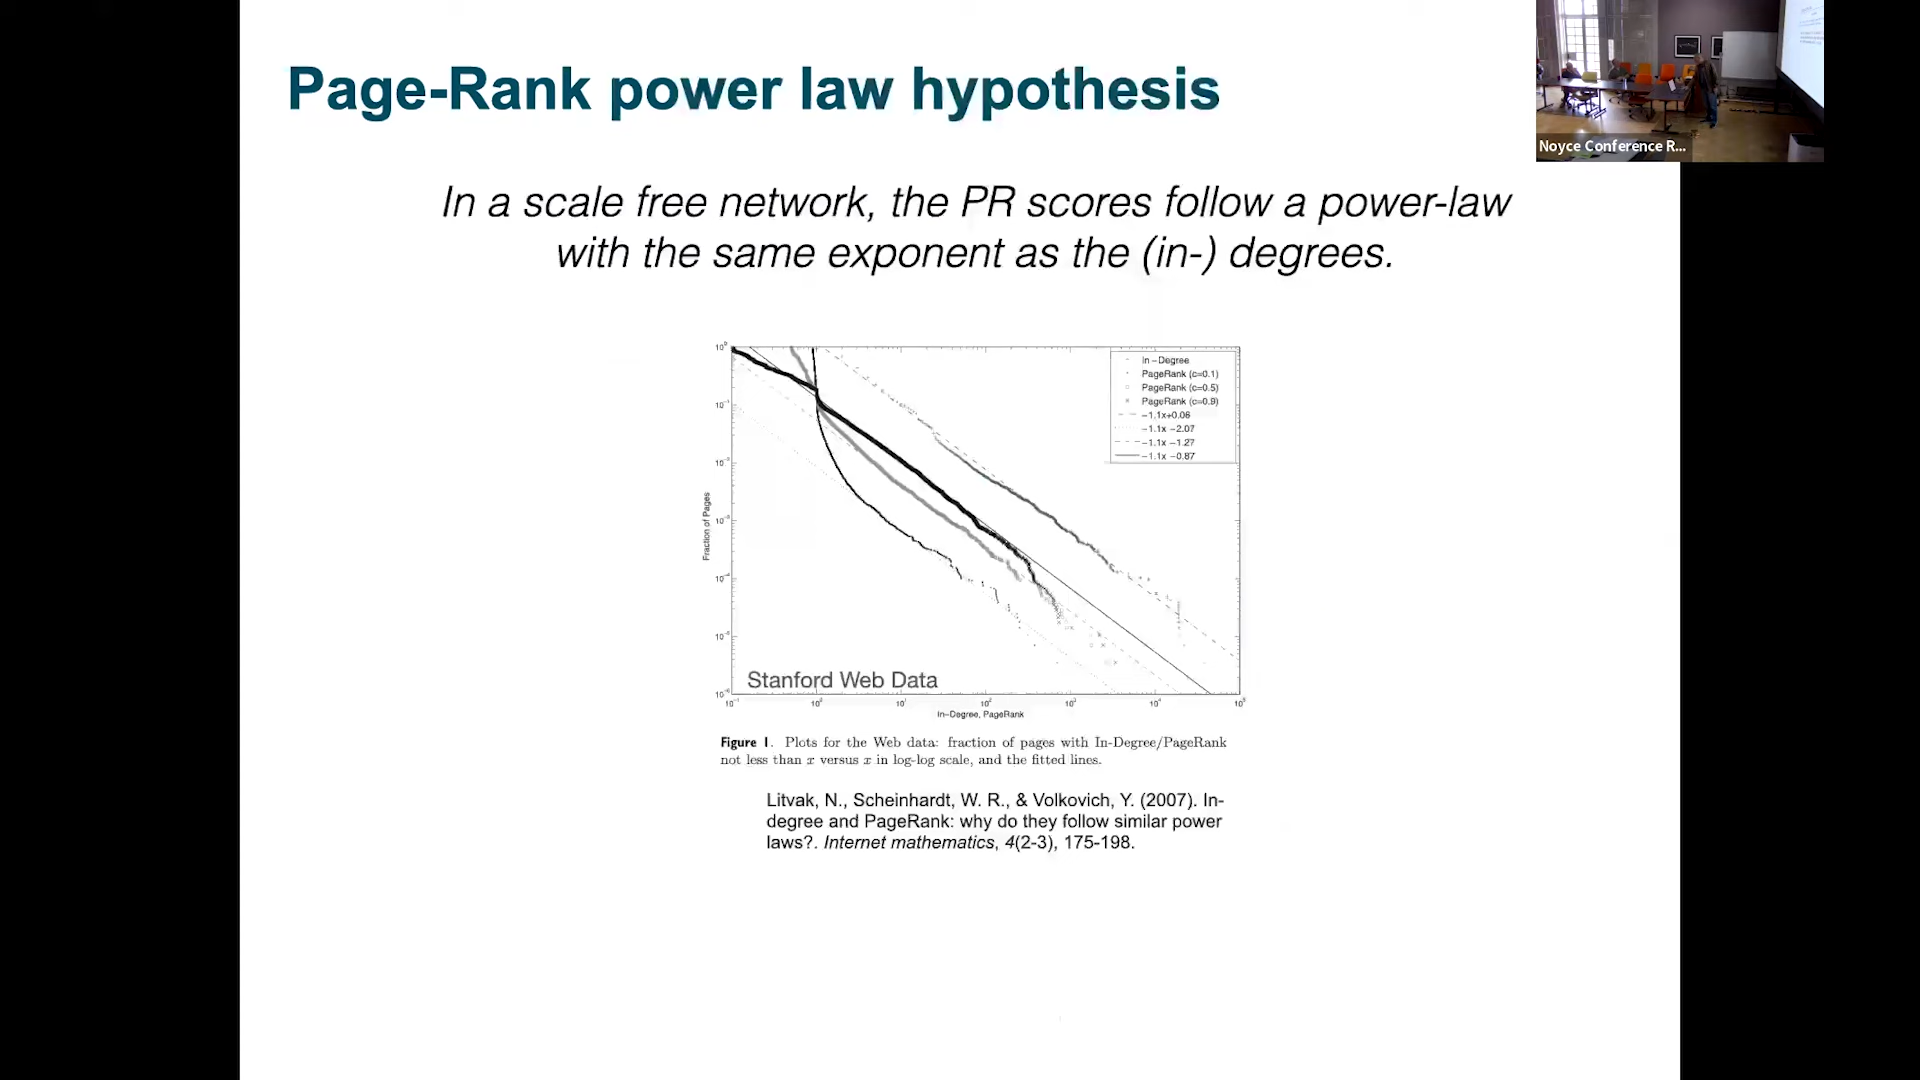 Page-Rank power law hypothesis
Noyce Conference R...
In a scale free network, the PR scores follow a power-law
with the same exponent as the (in-) degrees.
In-Degree
PageRank (c=0.1)
PageRank (c=0.5)
PageRank (c=0.9)
-1.1x+0.06
-1.1x -2.07
-1.1x -1.27
-1.1x -0.87
Fraction of Pages
Stanford Web Data
In-Degree, PageRank
Figure 1. Plots for the Web data: fraction of pages with In-Degree/PageRank
not less than x versus x in log-log scale, and the fitted lines.
Litvak, N., Scheinhardt, W. R., & Volkovich, Y. (2007). In-
degree and PageRank: why do they follow similar power
laws?. Internet mathematics, 4(2-3), 175-198.